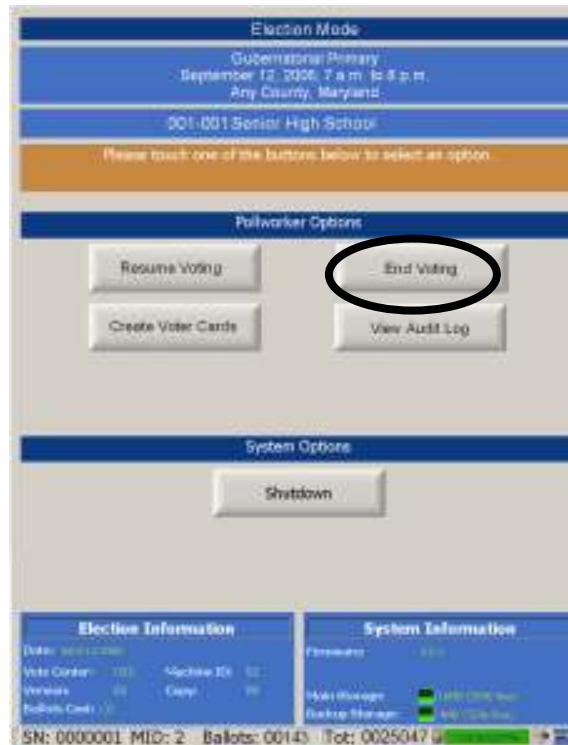 Election Mode
Gubernatorial Primary
September 12, 2006, 7 a.m. to 8 p.m.
Any County, Maryland
001-001 Senior High School
Please touch one of the buttons below to select an option
Pollworker Options
Resume Voting
End Voting
Create Voter Cards
View Audit Log
System Options
Shutdown
Election Information
System Information
Date:
Firmware:
Vote Center:
Machine ID:
Version:
Copy:
Main Storage:
Ballots Cast:
Backup Storage:
SN: 0000001 MID: 2 Ballots: 00143 Tot: 0025047